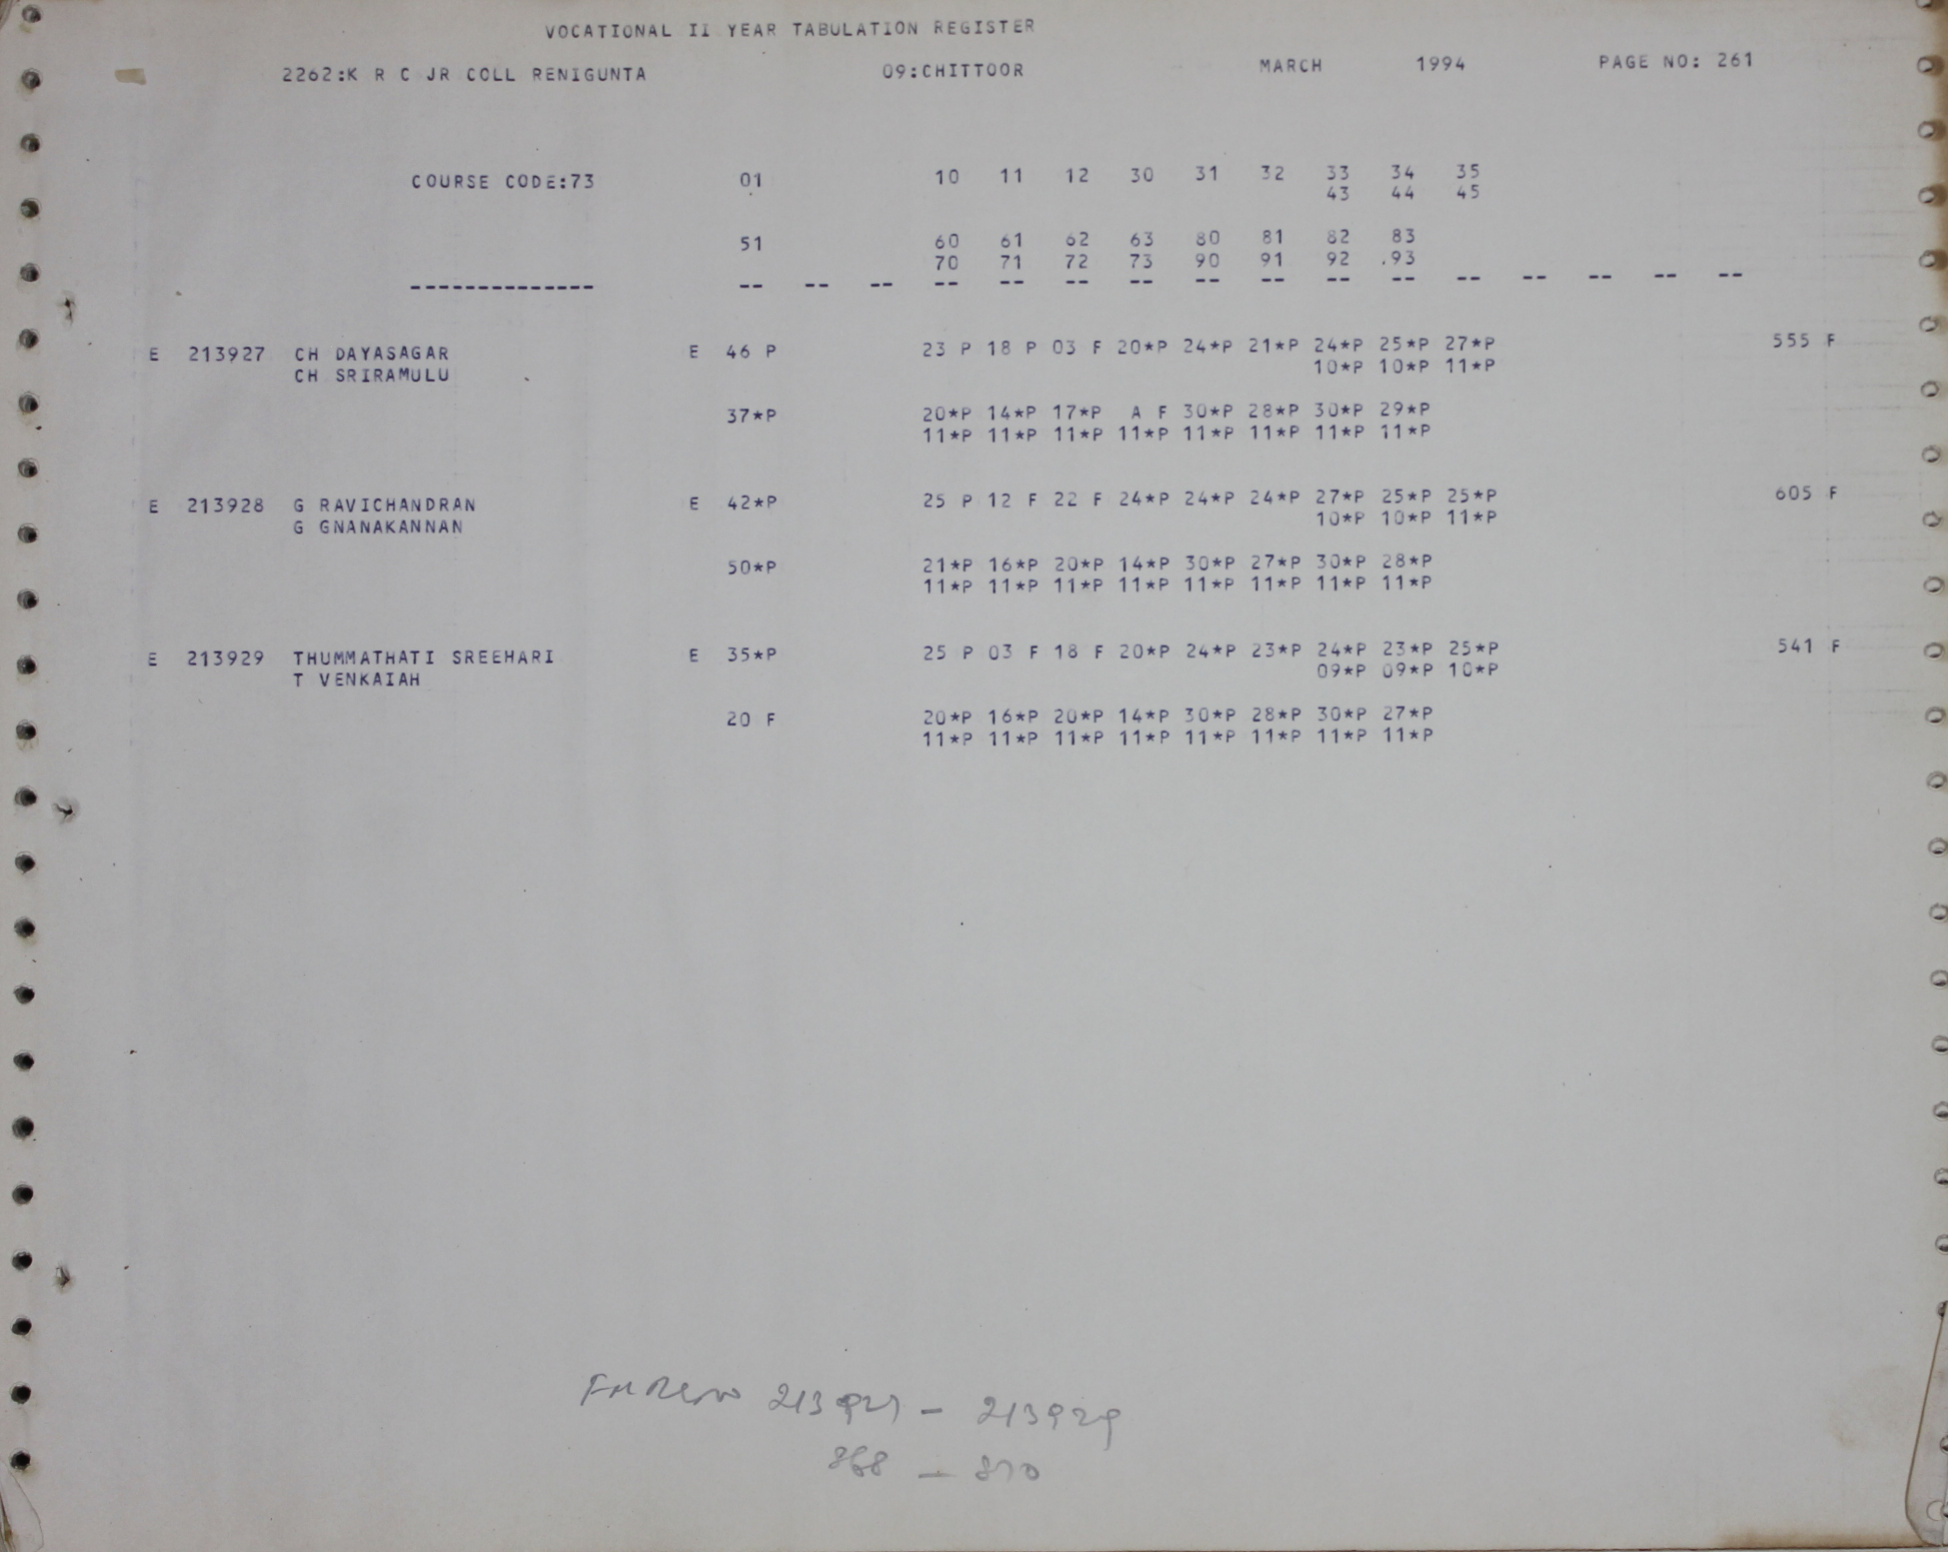 VOCATIONAL II YEAR TABULATION REGISTER
2262:K R C JR COLL RENIGUNTA 09:CHITTOOR MARCH 1994 PAGE NO: 261
COURSE CODE:73 01 10 11 12 30 31 32 33 34 35
43 44 45
51 60 61 62 63 80 81 82 83
70 71 72 73 90 91 92 .93
-------------- -- -- -- -- -- -- -- -- -- -- -- -- -- -- -- --
E 213927 CH DAYASAGAR E 46 P 23 P 18 P 03 F 20*P 24*P 21*P 24*P 25*P 27*P 555 F
CH SRIRAMULU 10*P 10*P 11*P
37*P 20*P 14*P 17*P A F 30*P 28*P 30*P 29*P
11*P 11*P 11*P 11*P 11*P 11*P 11*P 11*P
E 213928 G RAVICHANDRAN E 42*P 25 P 12 F 22 F 24*P 24*P 24*P 27*P 25*P 25*P 605 F
G GNANAKANNAN 10*P 10*P 11*P
50*P 21*P 16*P 20*P 14*P 30*P 27*P 30*P 28*P
11*P 11*P 11*P 11*P 11*P 11*P 11*P 11*P
E 213929 THUMMATHATI SREEHARI E 35*P 25 P 03 F 18 F 20*P 24*P 23*P 24*P 23*P 25*P 541 F
T VENKAIAH 09*P 09*P 10*P
20 F 20*P 16*P 20*P 14*P 30*P 28*P 30*P 27*P
11*P 11*P 11*P 11*P 11*P 11*P 11*P 11*P
213927 - 213929
868 - 870